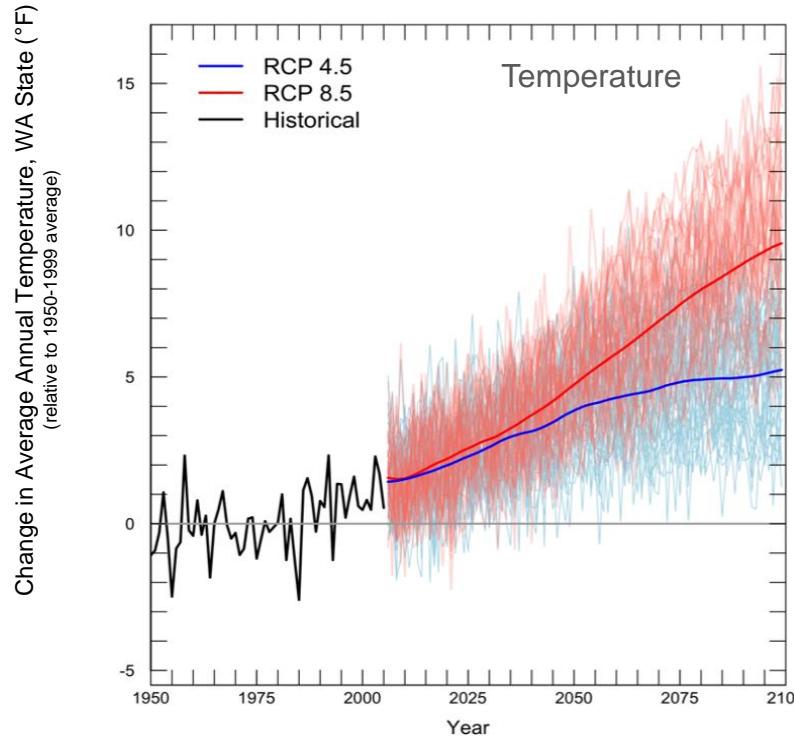 Change in Average Annual Temperature, WA State (°F)
(relative to 1950-1999 average)
Temperature
RCP 4.5
RCP 8.5
Historical
15
10
5
0
-5
1950
1975
2000
2025
2050
2075
210
Year